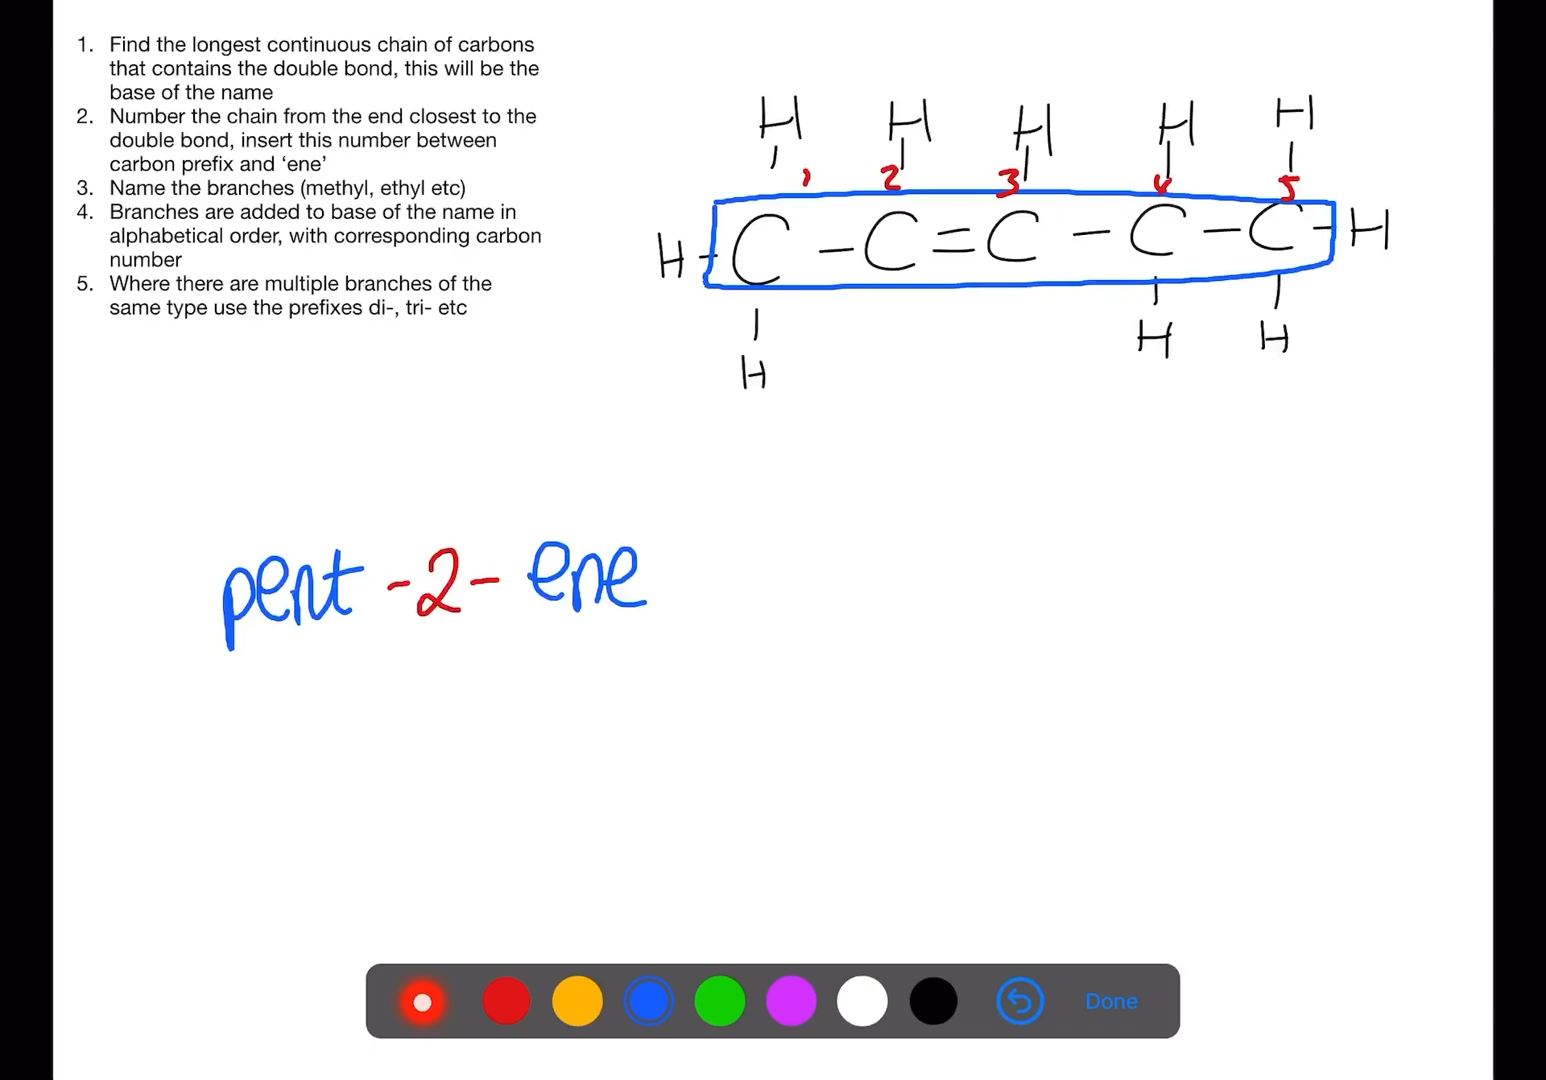 1. Find the longest continuous chain of carbons
that contains the double bond, this will be the
base of the name
2. Number the chain from the end closest to the
double bond, insert this number between
carbon prefix and ‘ene’
3. Name the branches (methyl, ethyl etc)
4. Branches are added to base of the name in
alphabetical order, with corresponding carbon
number
5. Where there are multiple branches of the
same type use the prefixes di-, tri- etc
H H H H H
1 2 3 4 5
H - C - C = C - C - C - H
H H H
pent -2- ene
Done